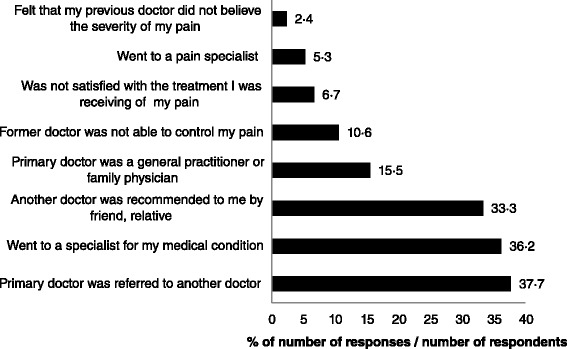 Felt that my previous doctor did not believe
the severity of my pain
2·4
Went to a pain specialist
5·3
Was not satisfied with the treatment I was
receiving of my pain
6·7
Former doctor was not able to control my pain
10·6
Primary doctor was a general practitioner or
family physician
15·5
Another doctor was recommended to me by
friend, relative
33·3
Went to a specialist for my medical condition
36·2
Primary doctor was referred to another doctor
37·7
0 5 10 15 20 25 30 35 40
% of number of responses / number of respondents